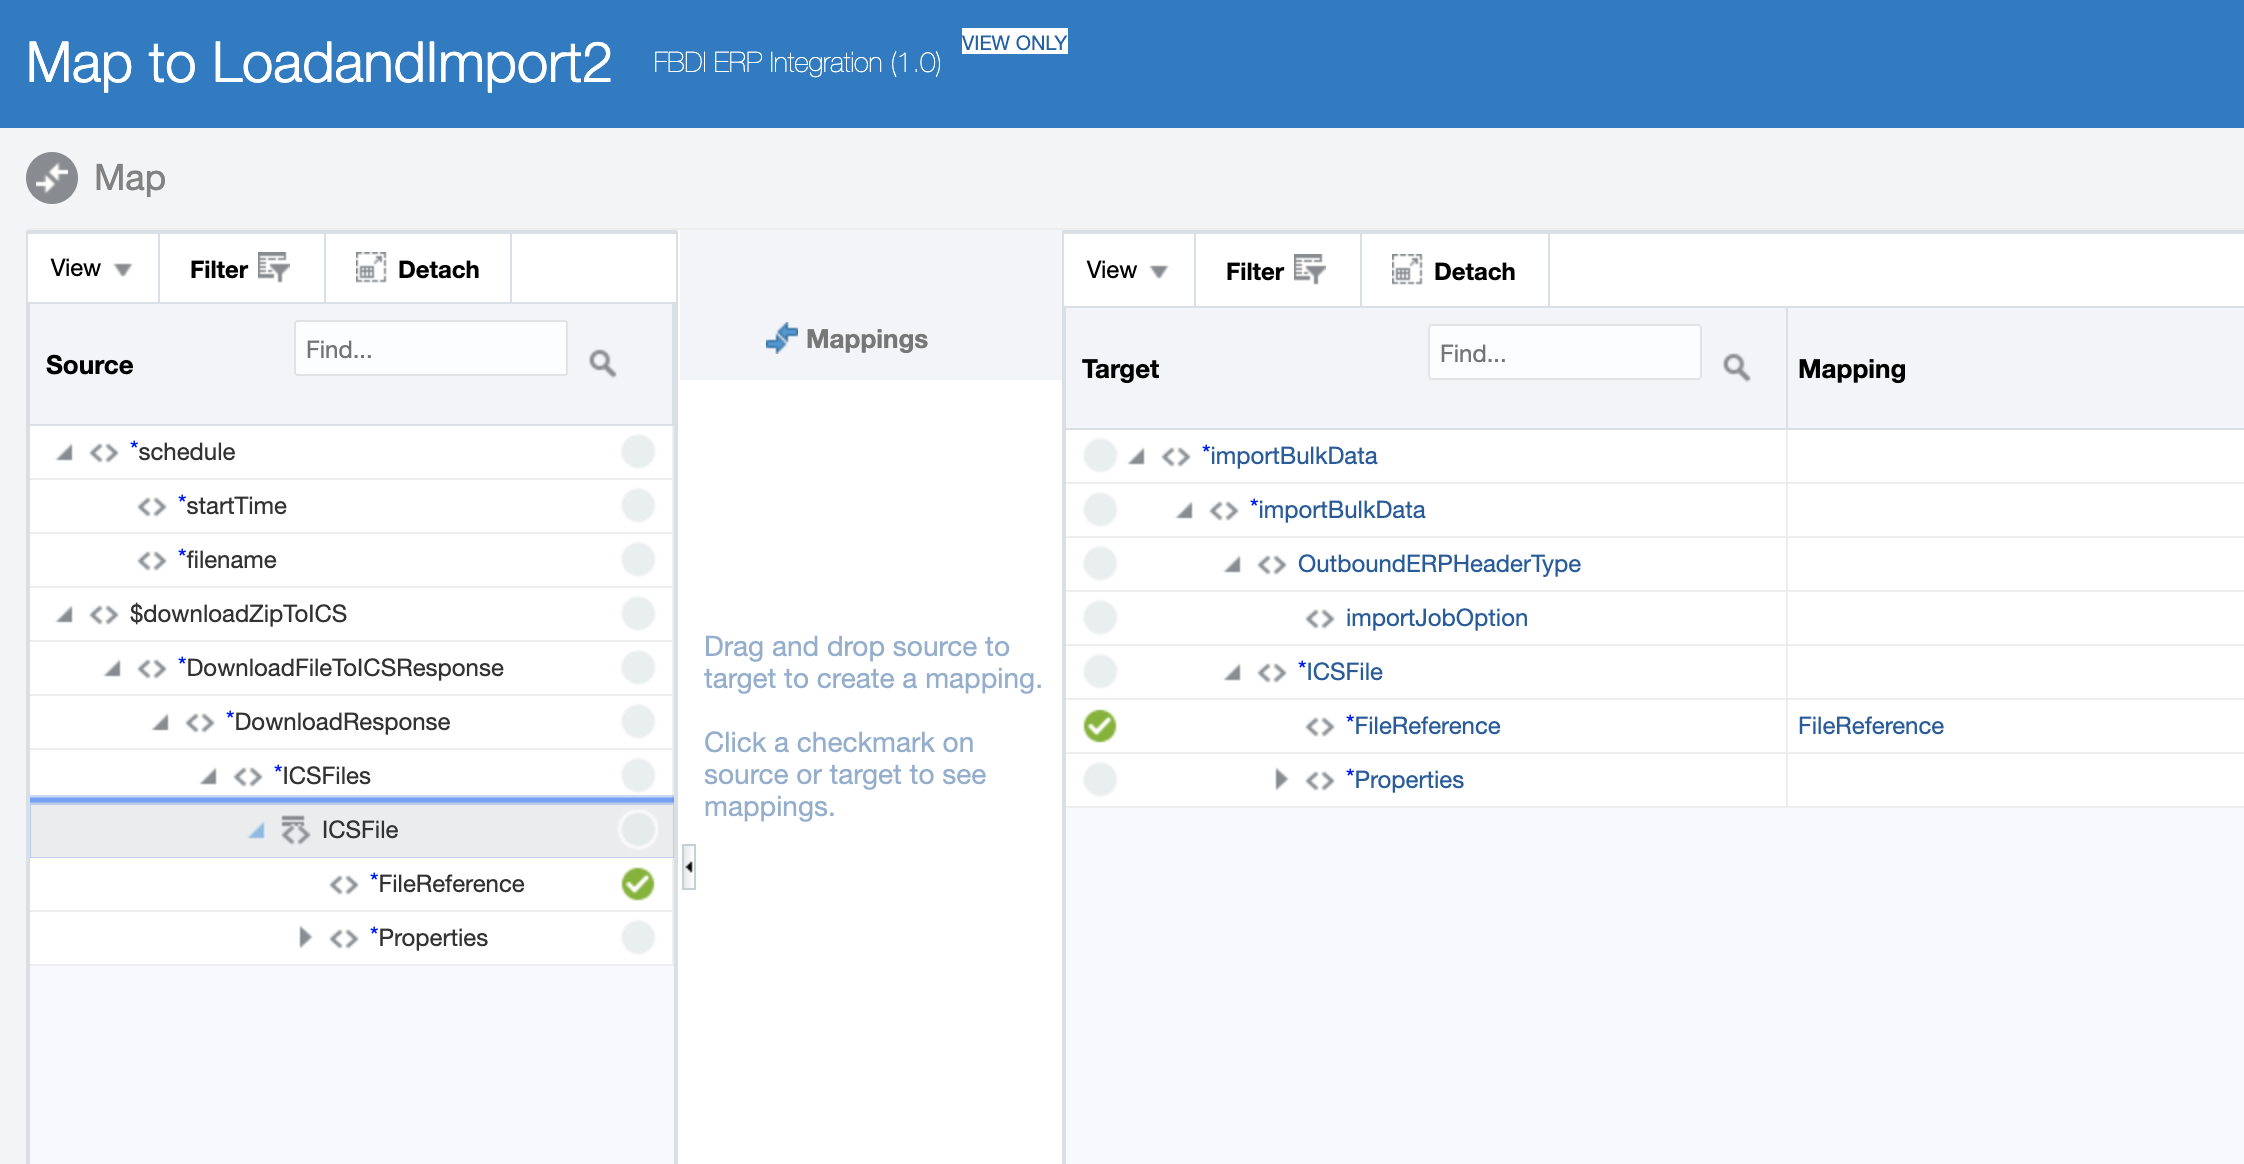 Map to LoadandImport2 FBDI ERP Integration (1.0) VIEW ONLY
Map
View Filter Detach
Source Find...
*schedule
*startTime
*filename
$downloadZipToICS
*DownloadFileToICSResponse
*DownloadResponse
*ICSFiles
ICSFile
*FileReference
*Properties
Mappings
Drag and drop source to
target to create a mapping.
Click a checkmark on
source or target to see
mappings.
View Filter Detach
Target Find... Mapping
*importBulkData
*importBulkData
OutboundERPHeaderType
importJobOption
*ICSFile
*FileReference FileReference
*Properties